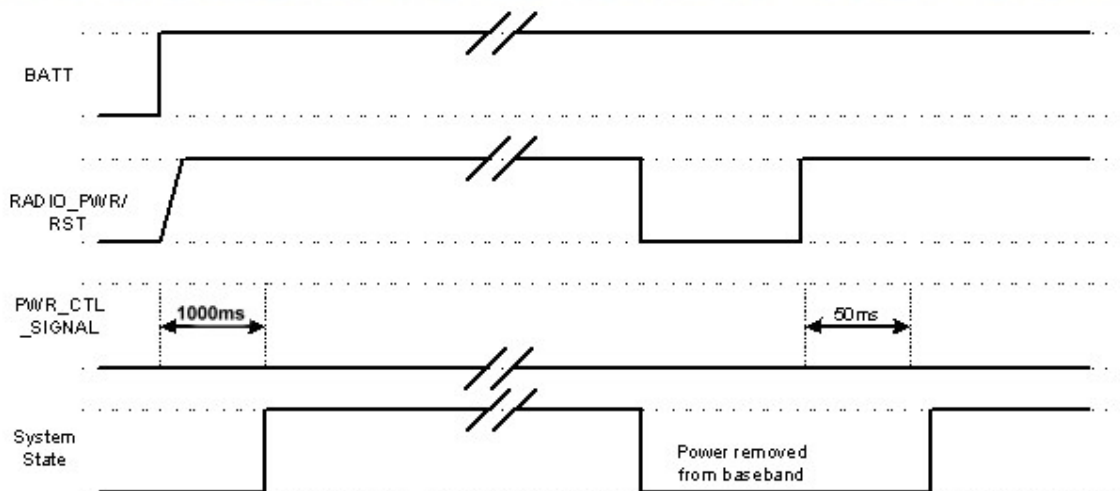 BATT
RADIO_PWR/
RST
PWR_CTL
_SIGNAL
1000ms
50ms
System
State
Power removed
from baseband